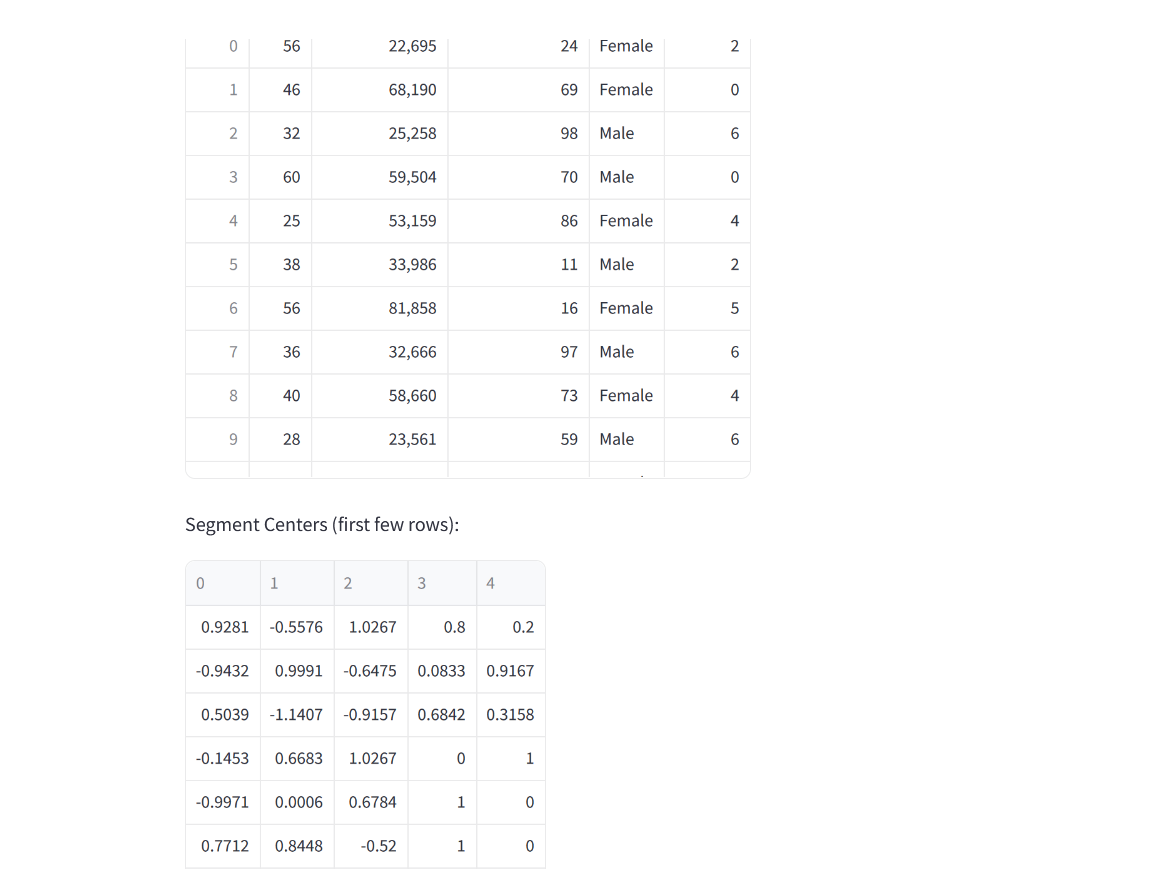 0 56 22,695 24 Female 2
1 46 68,190 69 Female 0
2 32 25,258 98 Male 6
3 60 59,504 70 Male 0
4 25 53,159 86 Female 4
5 38 33,986 11 Male 2
6 56 81,858 16 Female 5
7 36 32,666 97 Male 6
8 40 58,660 73 Female 4
9 28 23,561 59 Male 6
Segment Centers (first few rows):
0 1 2 3 4
0.9281 -0.5576 1.0267 0.8 0.2
-0.9432 0.9991 -0.6475 0.0833 0.9167
0.5039 -1.1407 -0.9157 0.6842 0.3158
-0.1453 0.6683 1.0267 0 1
-0.9971 0.0006 0.6784 1 0
0.7712 0.8448 -0.52 1 0